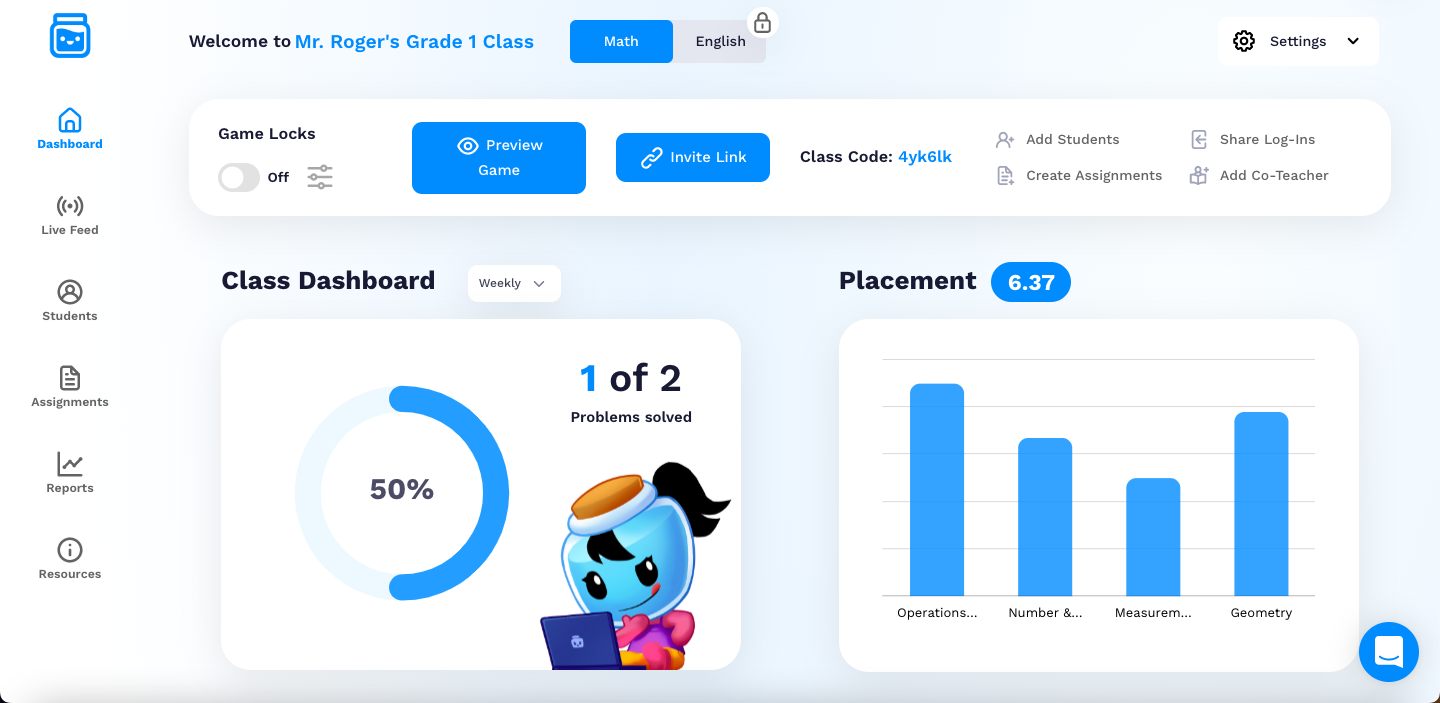 Welcome to Mr. Roger's Grade 1 Class
Math
English
Settings
Dashboard
Live Feed
Students
Assignments
Reports
Resources
Game Locks
Off
Preview
Game
Invite Link
Class Code: 4yk6lk
Add Students
Share Log-Ins
Create Assignments
Add Co-Teacher
Class Dashboard
Weekly
50%
1 of 2
Problems solved
Placement
6.37
Operations...
Number &...
Measurem...
Geometry